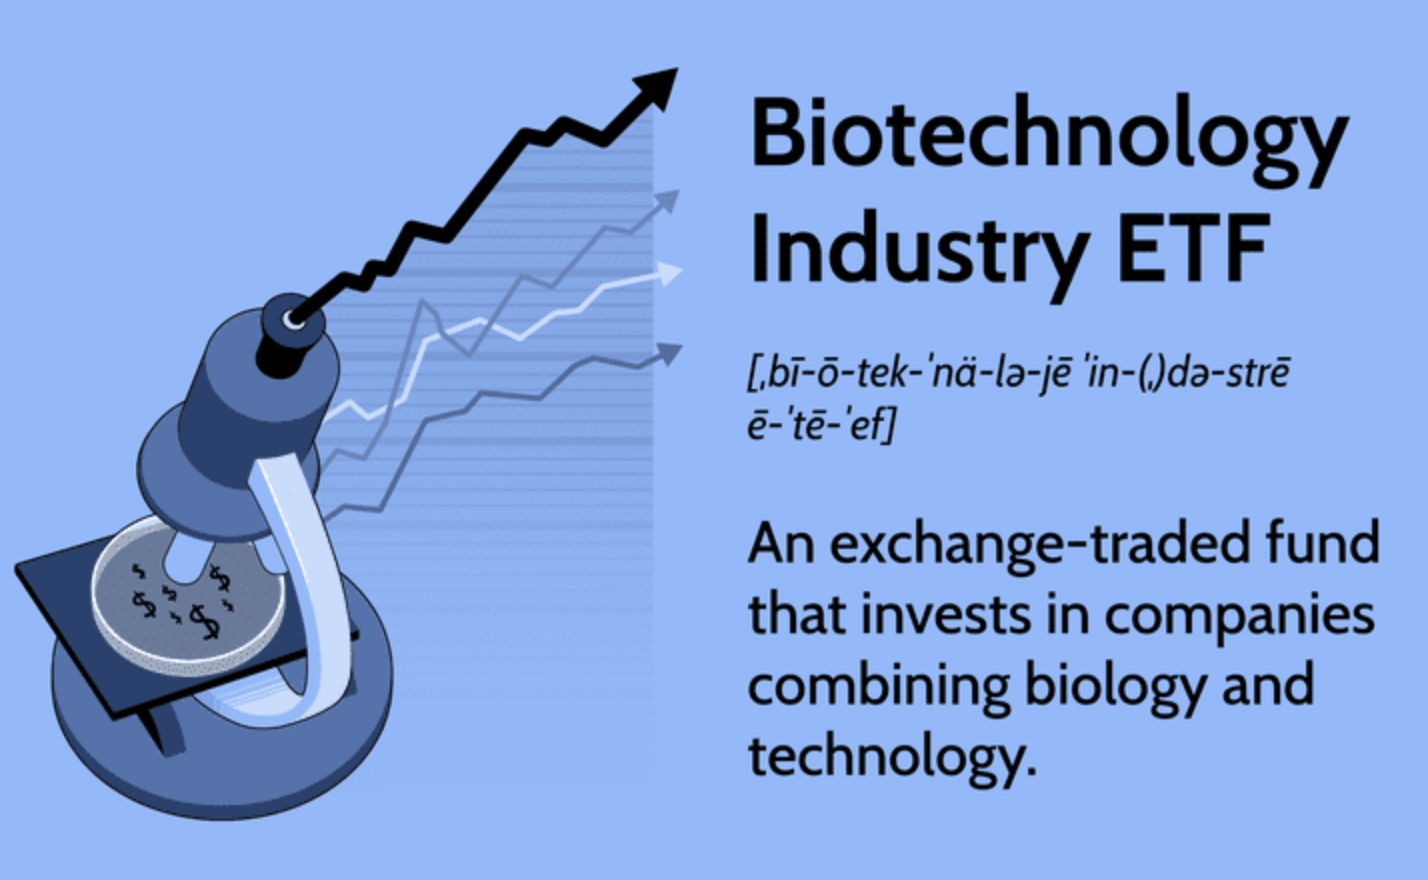 Biotechnology
Industry ETF
[ˌbī-ō-tek-ˈnä-lə-jē ˈin-(ˌ)də-strē
ē-ˈtē-ˈef]
An exchange-traded fund
that invests in companies
combining biology and
technology.
$ $ $ $ $ $ $